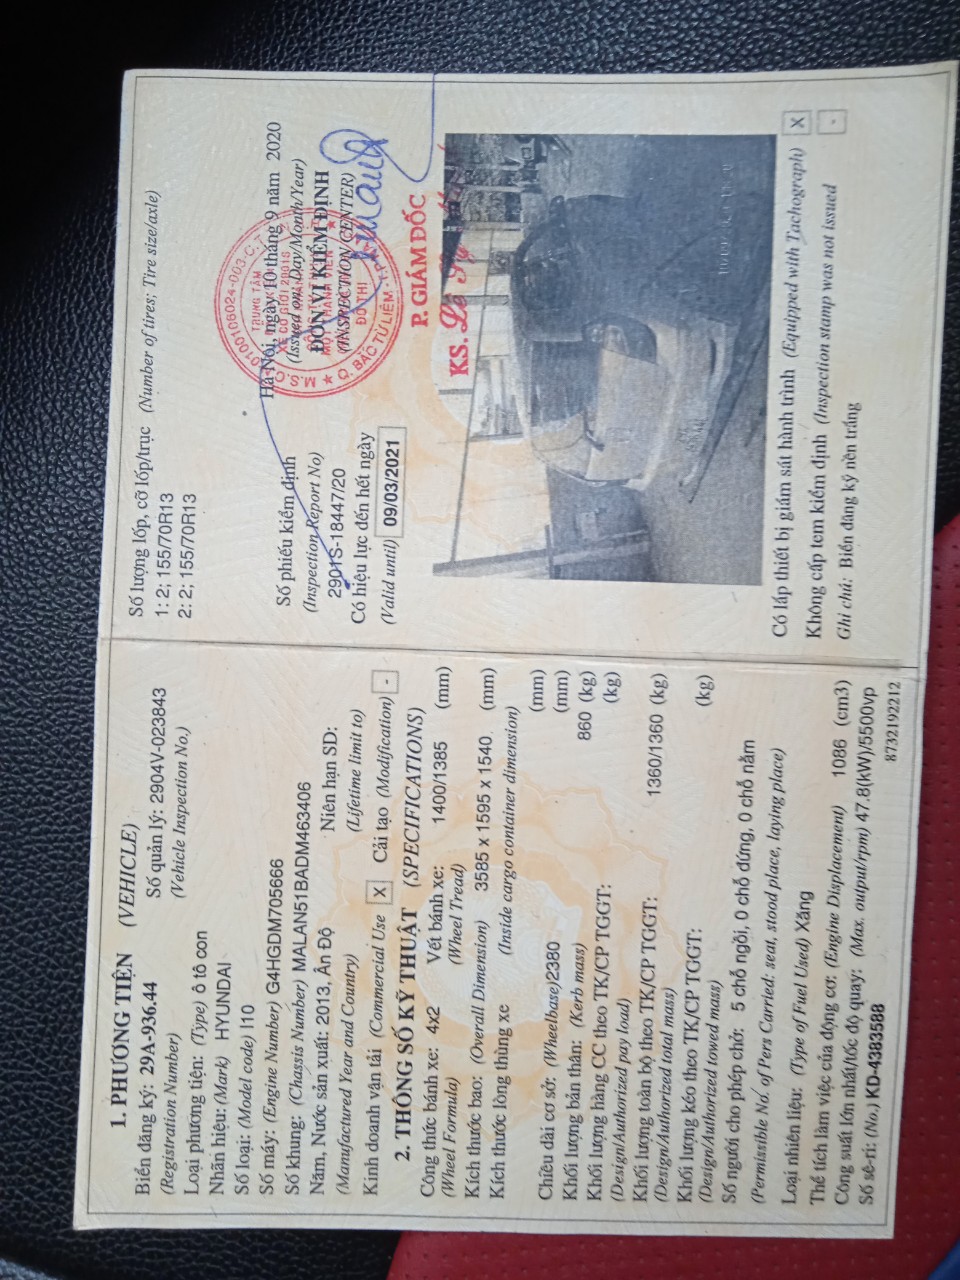 1. PHƯƠNG TIỆN (VEHICLE)
Biển đăng ký: 29A-936.44 Số quản lý: 2904V-023843
(Registration Number) (Vehicle Inspection No.)
Loại phương tiện: (Type) ô tô con
Nhãn hiệu: (Mark) HYUNDAI
Số loại: (Model code) I10
Số máy: (Engine Number) G4HGDM705666
Số khung: (Chassis Number) MALAN51BADM463406
Năm, Nước sản xuất: 2013, Ấn Độ Niên hạn SD:
(Manufactured Year and Country) (Lifetime limit to)
Kinh doanh vận tải (Commercial Use X Cải tạo (Modification) -
2. THÔNG SỐ KỸ THUẬT (SPECIFICATIONS)
Công thức bánh xe: 4x2 Vết bánh xe: 1400/1385 (mm)
(Wheel Formula) (Wheel Tread)
Kích thước bao: (Overall Dimension) 3585 x 1595 x 1540 (mm)
Kích thước lòng thùng xe (Inside cargo container dimension)
(mm)
Chiều dài cơ sở: (Wheelbase) 2380 (mm)
Khối lượng bản thân: (Kerb mass) 860 (kg)
Khối lượng hàng CC theo TK/CP TGGT: (kg)
(Design/Authorized pay load)
Khối lượng toàn bộ theo TK/CP TGGT: 1360/1360 (kg)
(Design/Authorized total mass)
Khối lượng kéo theo TK/CP TGGT: (kg)
(Design/Authorized towed mass)
Số người cho phép chở: 5 chỗ ngồi, 0 chỗ đứng, 0 chỗ nằm
(Permissible No. of Pers Carried: seat, stood place, laying place)
Loại nhiên liệu: (Type of Fuel Used) Xăng
Thể tích làm việc của động cơ: (Engine Displacement) 1086 (cm3)
Công suất lớn nhất/tốc độ quay: (Max. output/rpm) 47.8(kW)/5500vp
Số sê-ri: (No.) KD-4383588
8732192212
Số lượng lốp, cỡ lốp/trục (Number of tires; Tire size/axle)
1: 2; 155/70R13
2: 2; 155/70R13
Hà Nội, ngày 10 tháng 9 năm 2020
(Issued on: Day/Month/Year)
ĐƠN VỊ KIỂM ĐỊNH
(INSPECTION CENTER)
Số phiếu kiểm định
(Inspection Report No)
2901S-18447/20
Có hiệu lực đến hết ngày
(Valid until) 09/03/2021
TRUNG TÂM
XE CƠ GIỚI 2901S
MỘT THÀNH VIÊN
ĐÔ THỊ
Q. BẮC TỪ LIÊM
P. GIÁM ĐỐC
KS. Lê
Có lắp thiết bị giám sát hành trình (Equipped with Tachograph) X
Không cấp tem kiểm định (Inspection stamp was not issued -
Ghi chú: Biển đăng ký nền trắng